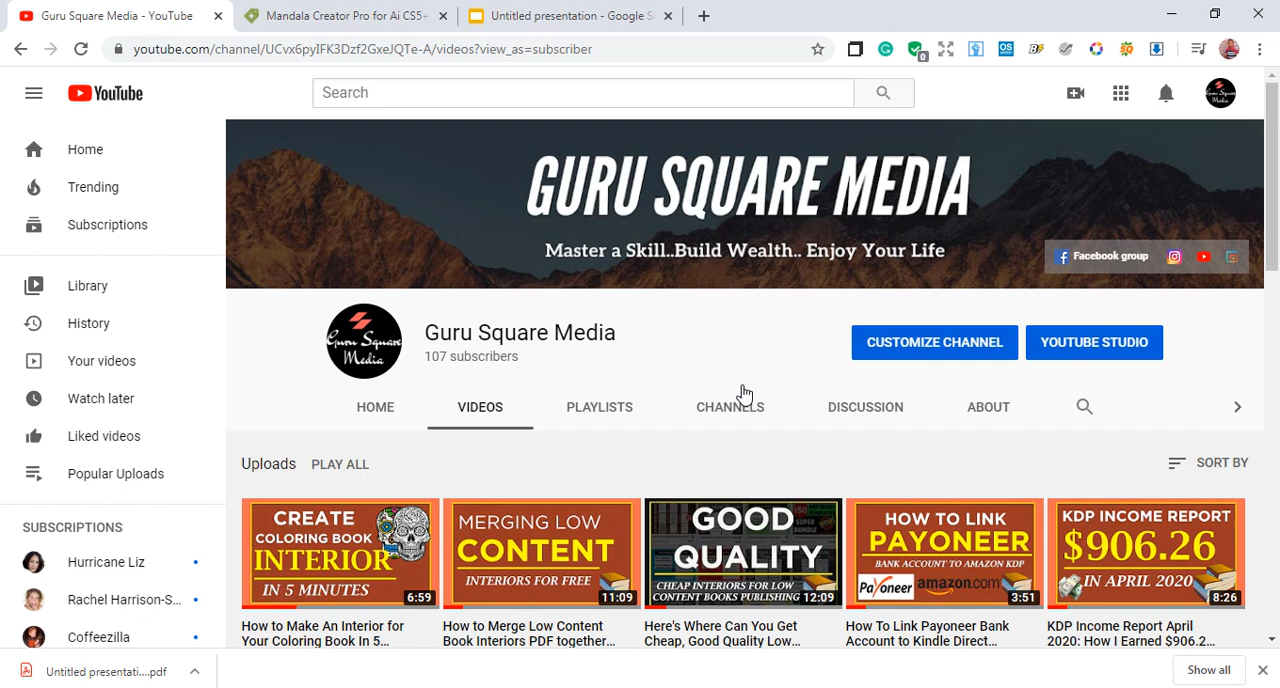 Guru Square Media - YouTube
Mandala Creator Pro for Ai CS5+
Untitled presentation - Google Sl
youtube.com/channel/UCvx6pyIFK3Dzf2GxeJQTe-A/videos?view_as=subscriber
0
YouTube
Search
Home
Trending
Subscriptions
Library
History
Your videos
Watch later
Liked videos
Popular Uploads
SUBSCRIPTIONS
Hurricane Liz
Rachel Harrison-S...
Coffeezilla
GURU SQUARE MEDIA
Master a Skill..Build Wealth.. Enjoy Your Life
Facebook group
Guru Square Media
Guru Square Media
107 subscribers
CUSTOMIZE CHANNEL
YOUTUBE STUDIO
HOME
VIDEOS
PLAYLISTS
CHANNELS
DISCUSSION
ABOUT
Uploads
PLAY ALL
SORT BY
CREATE
COLORING BOOK
INTERIOR
IN 5 MINUTES
6:59
How to Make An Interior for
Your Coloring Book In 5...
MERGING LOW
CONTENT
INTERIORS FOR FREE
11:09
How to Merge Low Content
Book Interiors PDF together...
GOOD
QUALITY
CHEAP INTERIORS FOR LOW
CONTENT BOOKS PUBLISHING
12:09
Here's Where Can You Get
Cheap, Good Quality Low...
HOW TO LINK
PAYONEER
BANK ACCOUNT TO AMAZON KDP
Payoneer
amazon.com
3:51
How To Link Payoneer Bank
Account to Kindle Direct...
KDP INCOME REPORT
$906.26
IN APRIL 2020
8:26
KDP Income Report April
2020: How I Earned $906.2...
Untitled presentati....pdf
Show all